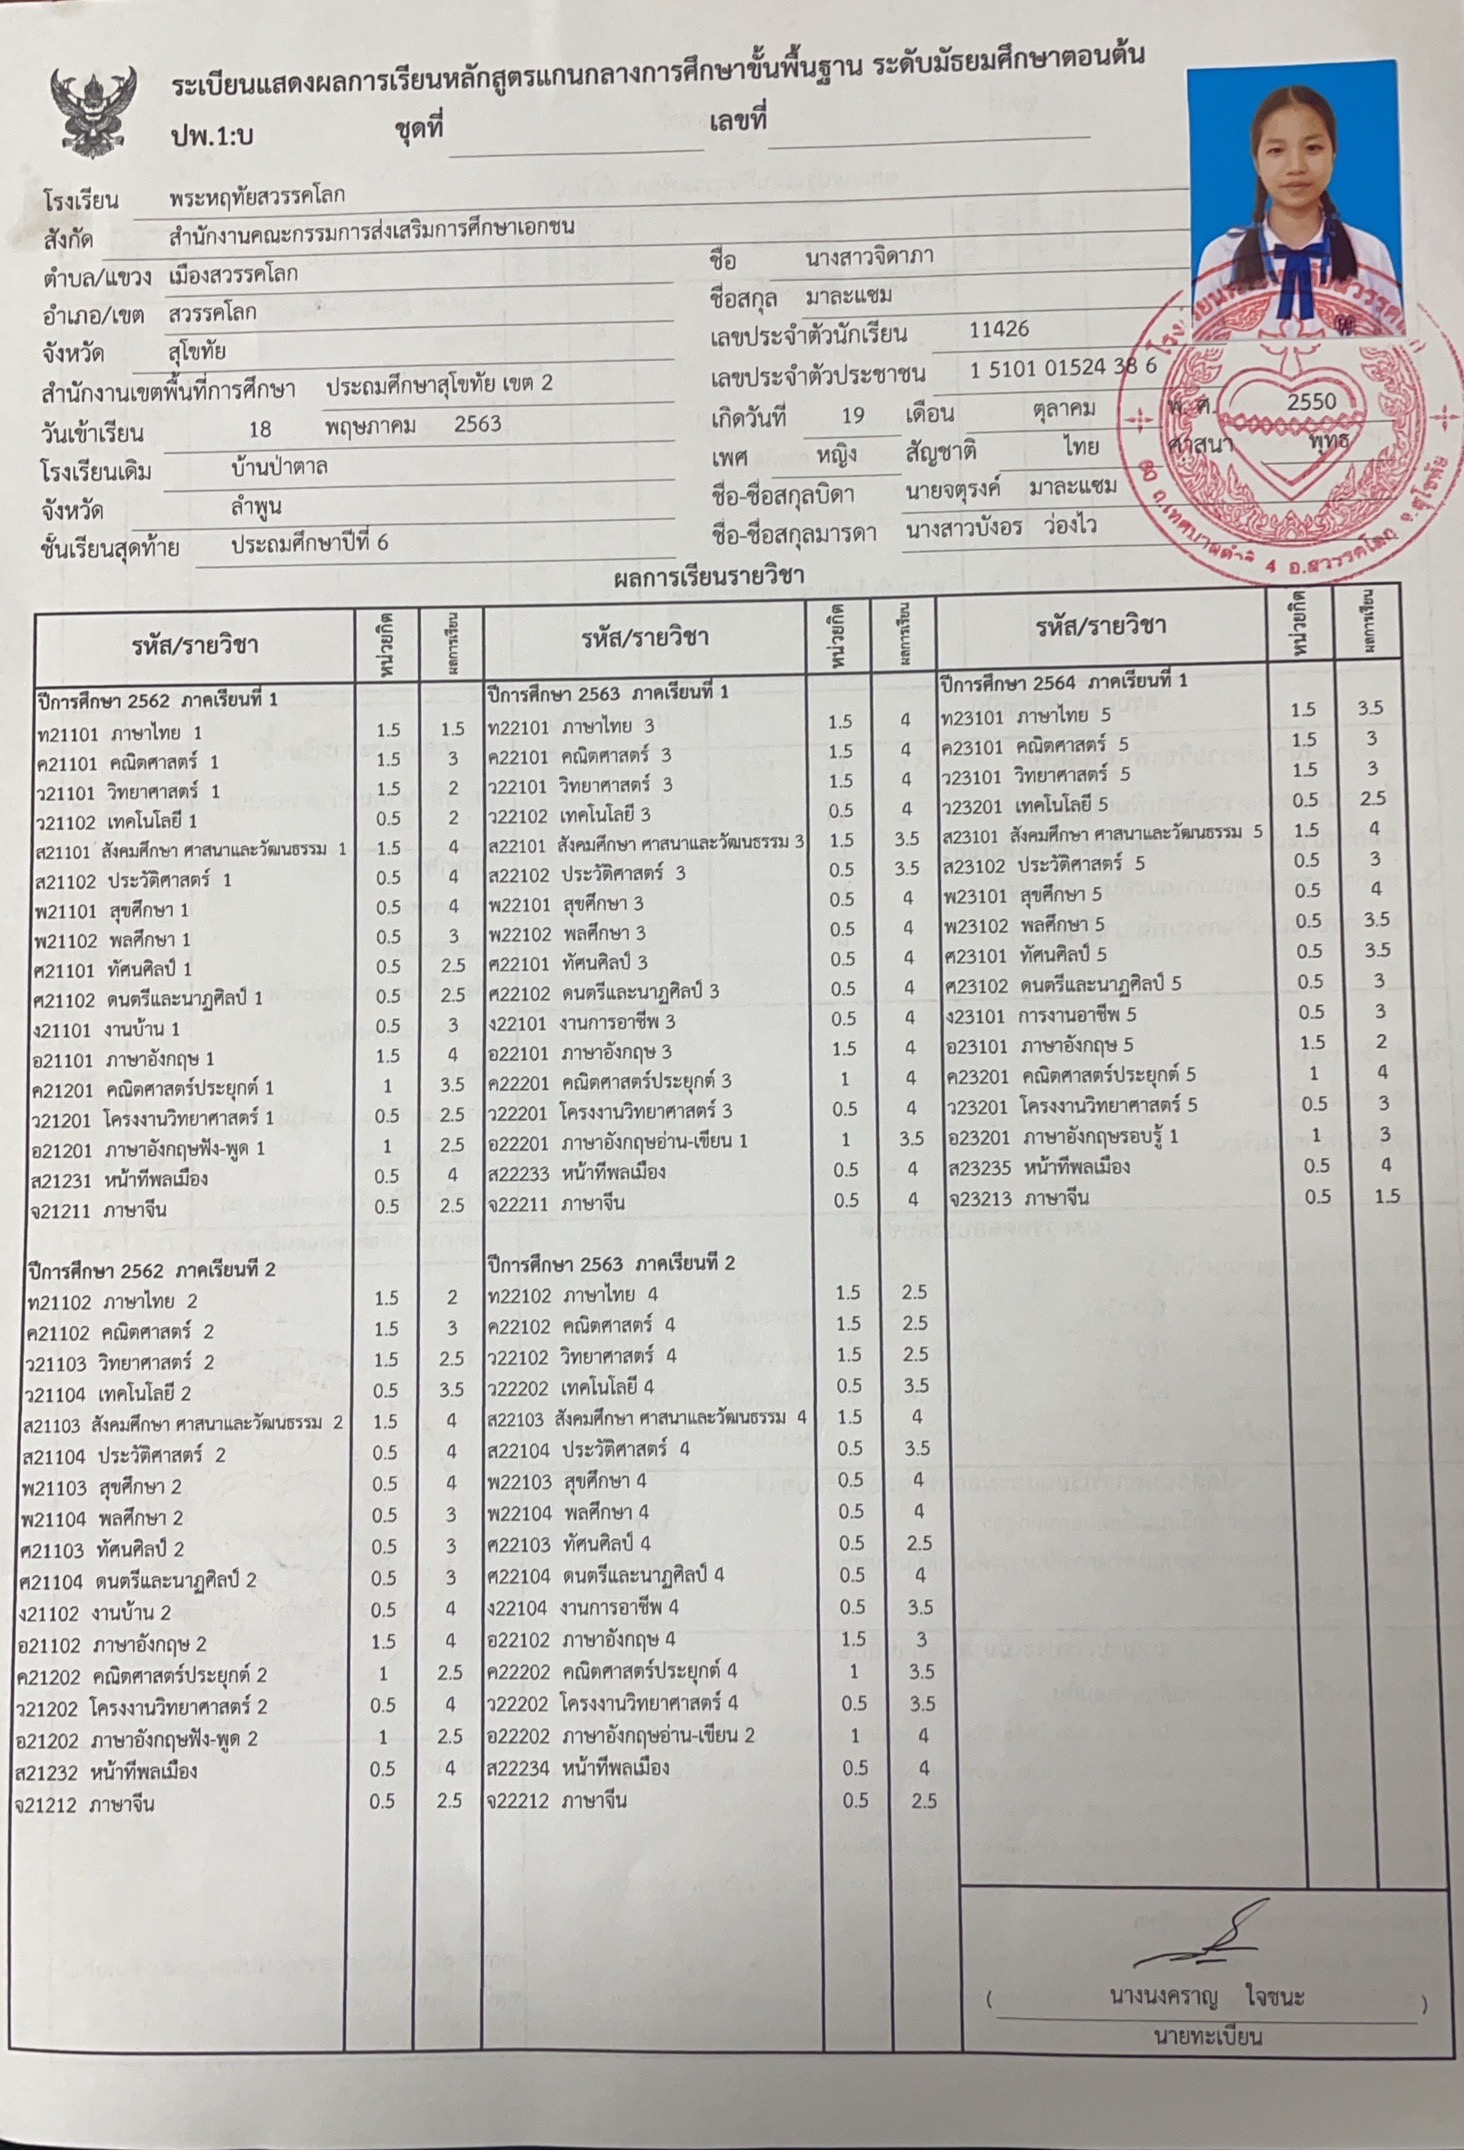 ระเบียนแสดงผลการเรียนหลักสูตรแกนกลางการศึกษาขั้นพื้นฐาน ระดับมัธยมศึกษาตอนต้น
ปพ.1:บ ชุดที่ เลขที่
โรงเรียน พระหฤทัยสวรรคโลก
สังกัด สำนักงานคณะกรรมการส่งเสริมการศึกษาเอกชน
ตำบล/แขวง เมืองสวรรคโลก
อำเภอ/เขต สวรรคโลก
จังหวัด สุโขทัย
สำนักงานเขตพื้นที่การศึกษา ประถมศึกษาสุโขทัย เขต 2
วันเข้าเรียน 18 พฤษภาคม 2563
โรงเรียนเดิม บ้านป่าตาล
จังหวัด ลำพูน
ชั้นเรียนสุดท้าย ประถมศึกษาปีที่ 6
ชื่อ นางสาวจิดาภา
ชื่อสกุล มาละแซม
เลขประจำตัวนักเรียน 11426
เลขประจำตัวประชาชน 1 5101 01524 38 6
เกิดวันที่ 19 เดือน ตุลาคม พ.ศ. 2550
เพศ หญิง สัญชาติ ไทย ศาสนา พุทธ
ชื่อ-ชื่อสกุลบิดา นายจตุรงค์ มาละแซม
ชื่อ-ชื่อสกุลมารดา นางสาวบังอร ว่องไว
ผลการเรียนรายวิชา
รหัส/รายวิชา หน่วยกิต ผลการเรียน
ปีการศึกษา 2562 ภาคเรียนที่ 1
ท21101 ภาษาไทย 1 1.5 1.5
ค21101 คณิตศาสตร์ 1 1.5 3
ว21101 วิทยาศาสตร์ 1 1.5 2
ว21102 เทคโนโลยี 1 0.5 2
ส21101 สังคมศึกษา ศาสนาและวัฒนธรรม 1 1.5 4
ส21102 ประวัติศาสตร์ 1 0.5 4
พ21101 สุขศึกษา 1 0.5 4
พ21102 พลศึกษา 1 0.5 3
ศ21101 ทัศนศิลป์ 1 0.5 2.5
ศ21102 ดนตรีและนาฏศิลป์ 1 0.5 2.5
ง21101 งานบ้าน 1 0.5 3
อ21101 ภาษาอังกฤษ 1 1.5 4
ค21201 คณิตศาสตร์ประยุกต์ 1 1 3.5
ว21201 โครงงานวิทยาศาสตร์ 1 0.5 2.5
อ21201 ภาษาอังกฤษฟัง-พูด 1 1 2.5
ส21231 หน้าที่พลเมือง 0.5 4
จ21211 ภาษาจีน 0.5 2.5
ปีการศึกษา 2562 ภาคเรียนที่ 2
ท21102 ภาษาไทย 2 1.5 2
ค21102 คณิตศาสตร์ 2 1.5 3
ว21103 วิทยาศาสตร์ 2 1.5 2.5
ว21104 เทคโนโลยี 2 0.5 3.5
ส21103 สังคมศึกษา ศาสนาและวัฒนธรรม 2 1.5 4
ส21104 ประวัติศาสตร์ 2 0.5 4
พ21103 สุขศึกษา 2 0.5 4
พ21104 พลศึกษา 2 0.5 3
ศ21103 ทัศนศิลป์ 2 0.5 3
ศ21104 ดนตรีและนาฏศิลป์ 2 0.5 3
ง21102 งานบ้าน 2 0.5 4
อ21102 ภาษาอังกฤษ 2 1.5 4
ค21202 คณิตศาสตร์ประยุกต์ 2 1 2.5
ว21202 โครงงานวิทยาศาสตร์ 2 0.5 4
อ21202 ภาษาอังกฤษฟัง-พูด 2 1 2.5
ส21232 หน้าที่พลเมือง 0.5 4
จ21212 ภาษาจีน 0.5 2.5
รหัส/รายวิชา หน่วยกิต ผลการเรียน
ปีการศึกษา 2563 ภาคเรียนที่ 1
ท22101 ภาษาไทย 3 1.5 4
ค22101 คณิตศาสตร์ 3 1.5 4
ว22101 วิทยาศาสตร์ 3 1.5 4
ว22102 เทคโนโลยี 3 0.5 4
ส22101 สังคมศึกษา ศาสนาและวัฒนธรรม 3 1.5 3.5
ส22102 ประวัติศาสตร์ 3 0.5 3.5
พ22101 สุขศึกษา 3 0.5 4
พ22102 พลศึกษา 3 0.5 4
ศ22101 ทัศนศิลป์ 3 0.5 4
ศ22102 ดนตรีและนาฏศิลป์ 3 0.5 4
ง22101 งานการอาชีพ 3 0.5 4
อ22101 ภาษาอังกฤษ 3 1.5 4
ค22201 คณิตศาสตร์ประยุกต์ 3 1 4
ว22201 โครงงานวิทยาศาสตร์ 3 0.5 4
อ22201 ภาษาอังกฤษอ่าน-เขียน 1 1 3.5
ส22233 หน้าที่พลเมือง 0.5 4
จ22211 ภาษาจีน 0.5 4
ปีการศึกษา 2563 ภาคเรียนที่ 2
ท22102 ภาษาไทย 4 1.5 2.5
ค22102 คณิตศาสตร์ 4 1.5 2.5
ว22102 วิทยาศาสตร์ 4 1.5 2.5
ว22202 เทคโนโลยี 4 0.5 3.5
ส22103 สังคมศึกษา ศาสนาและวัฒนธรรม 4 1.5 4
ส22104 ประวัติศาสตร์ 4 0.5 3.5
พ22103 สุขศึกษา 4 0.5 4
พ22104 พลศึกษา 4 0.5 4
ศ22103 ทัศนศิลป์ 4 0.5 2.5
ศ22104 ดนตรีและนาฏศิลป์ 4 0.5 4
ง22104 งานการอาชีพ 4 0.5 3.5
อ22102 ภาษาอังกฤษ 4 1.5 3
ค22202 คณิตศาสตร์ประยุกต์ 4 1 3.5
ว22202 โครงงานวิทยาศาสตร์ 4 0.5 3.5
อ22202 ภาษาอังกฤษอ่าน-เขียน 2 1 4
ส22234 หน้าที่พลเมือง 0.5 4
จ22212 ภาษาจีน 0.5 2.5
รหัส/รายวิชา หน่วยกิต ผลการเรียน
ปีการศึกษา 2564 ภาคเรียนที่ 1
ท23101 ภาษาไทย 5 1.5 3.5
ค23101 คณิตศาสตร์ 5 1.5 3
ว23101 วิทยาศาสตร์ 5 1.5 3
ว23201 เทคโนโลยี 5 0.5 2.5
ส23101 สังคมศึกษา ศาสนาและวัฒนธรรม 5 1.5 4
ส23102 ประวัติศาสตร์ 5 0.5 3
พ23101 สุขศึกษา 5 0.5 4
พ23102 พลศึกษา 5 0.5 3.5
ศ23101 ทัศนศิลป์ 5 0.5 3.5
ศ23102 ดนตรีและนาฏศิลป์ 5 0.5 3
ง23101 การงานอาชีพ 5 0.5 3
อ23101 ภาษาอังกฤษ 5 1.5 2
ค23201 คณิตศาสตร์ประยุกต์ 5 1 4
ว23201 โครงงานวิทยาศาสตร์ 5 0.5 3
อ23201 ภาษาอังกฤษรอบรู้ 1 1 3
ส23235 หน้าที่พลเมือง 0.5 4
จ23213 ภาษาจีน 0.5 1.5
( นางนงคราญ ใจชนะ )
นายทะเบียน